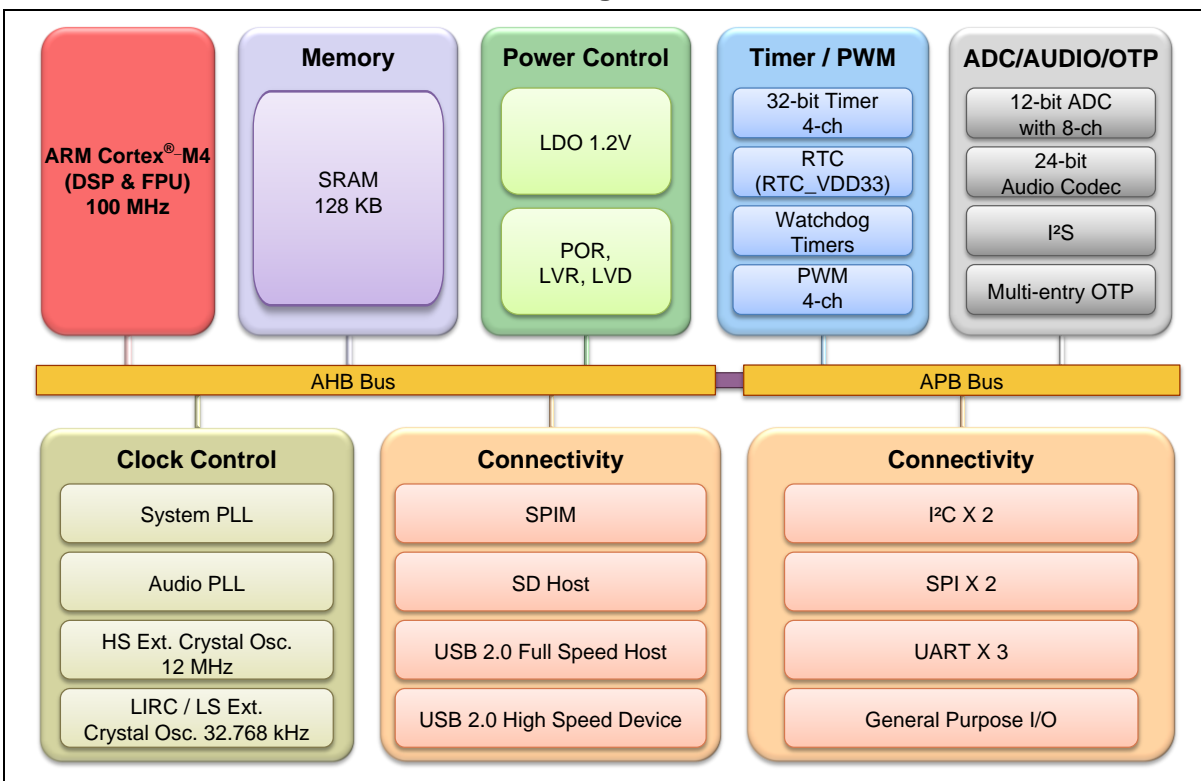 ARM Cortex®-M4
(DSP & FPU)
100 MHz
Memory
SRAM
128 KB
Power Control
LDO 1.2V
POR,
LVR, LVD
Timer / PWM
32-bit Timer
4-ch
RTC
(RTC_VDD33)
Watchdog
Timers
PWM
4-ch
ADC/AUDIO/OTP
12-bit ADC
with 8-ch
24-bit
Audio Codec
I²S
Multi-entry OTP
AHB Bus
APB Bus
Clock Control
System PLL
Audio PLL
HS Ext. Crystal Osc.
12 MHz
LIRC / LS Ext.
Crystal Osc. 32.768 kHz
Connectivity
SPIM
SD Host
USB 2.0 Full Speed Host
USB 2.0 High Speed Device
Connectivity
I²C X 2
SPI X 2
UART X 3
General Purpose I/O